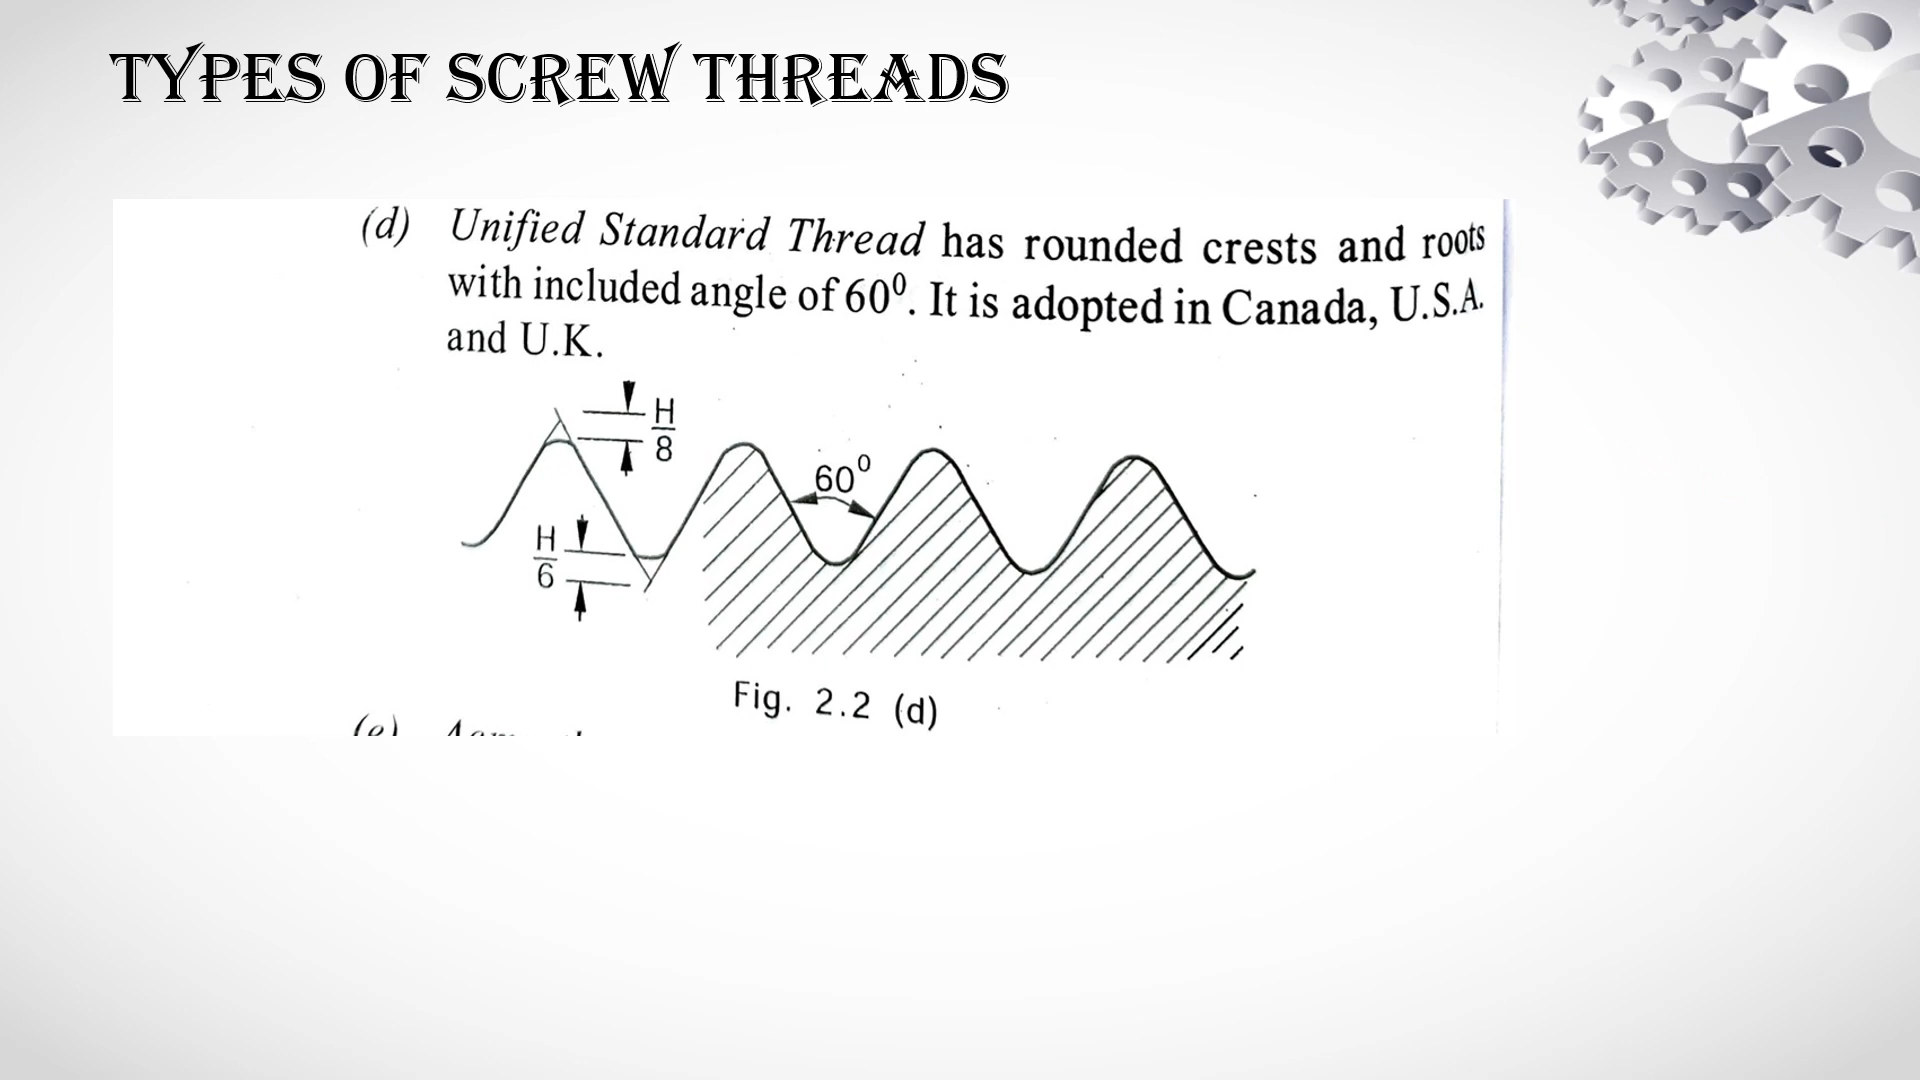 TYPES OF SCREW THREADS
(d) Unified Standard Thread has rounded crests and roots
with included angle of 60⁰. It is adopted in Canada, U.S.A.
and U.K.
H
8
60⁰
H
6
Fig. 2.2 (d)